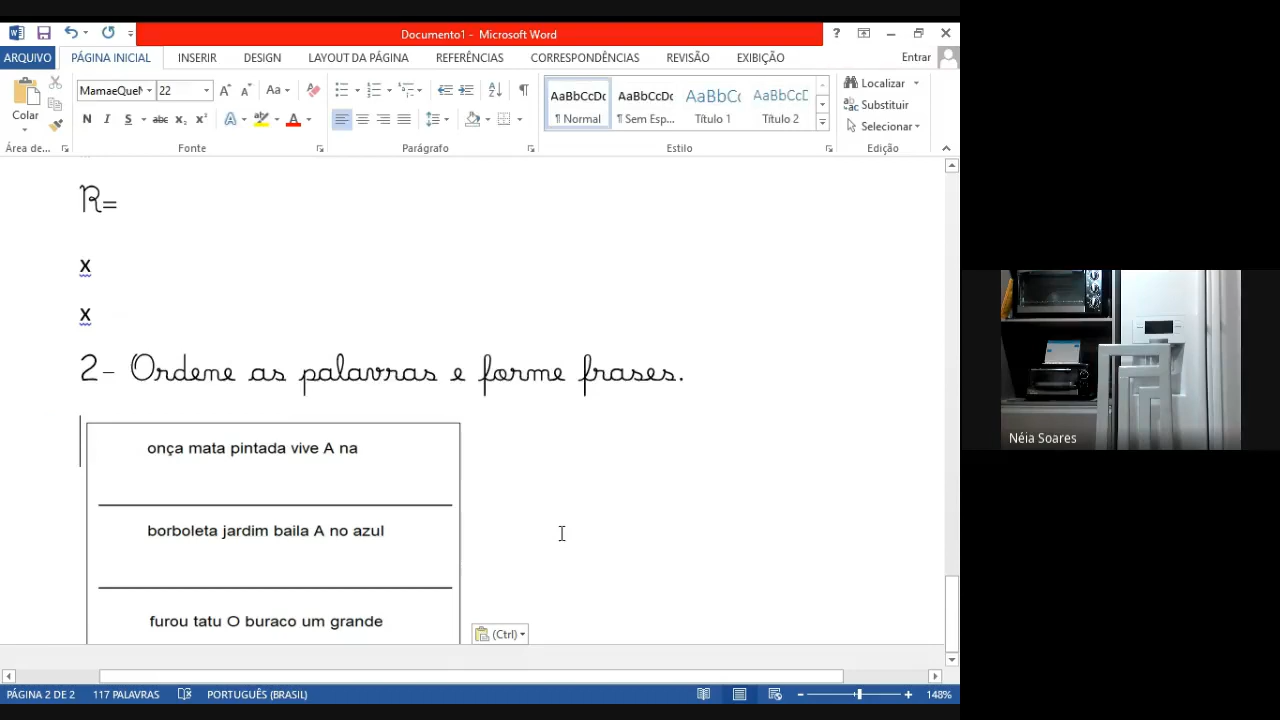 Documento1 - Microsoft Word
?
ARQUIVO PÁGINA INICIAL INSERIR DESIGN LAYOUT DA PÁGINA REFERÊNCIAS CORRESPONDÊNCIAS REVISÃO EXIBIÇÃO Entrar
Colar
Área de...
MamaeQueN 22
Fonte
Parágrafo
AaBbCcDc AaBbCcDc AaBbC( AaBbCcD
¶ Normal ¶ Sem Esp... Título 1 Título 2
Estilo
Localizar
Substituir
Selecionar
Edição
R=
x
x
2- Ordene as palavras e forme frases.
onça mata pintada vive A na
borboleta jardim baila A no azul
furou tatu O buraco um grande
(Ctrl)
Néia Soares
PÁGINA 2 DE 2 117 PALAVRAS PORTUGUÊS (BRASIL) 148%